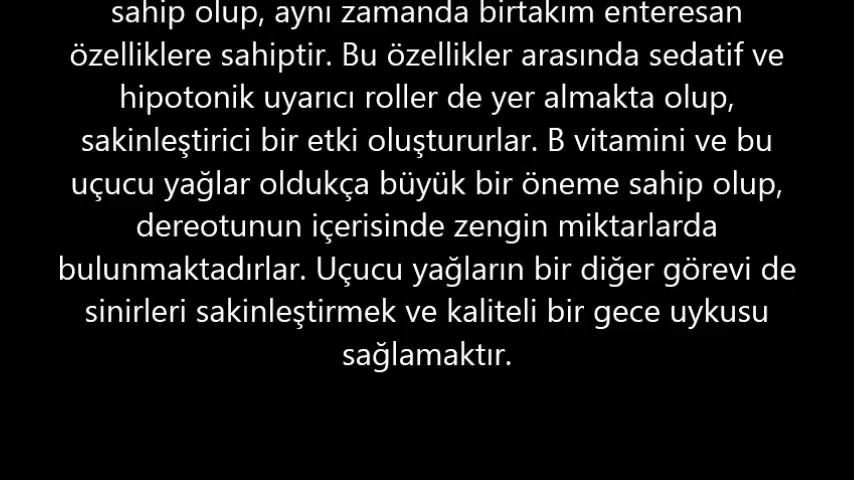 sahip olup, aynı zamanda birtakım enteresan
özelliklere sahiptir. Bu özellikler arasında sedatif ve
hipotonik uyarıcı roller de yer almakta olup,
sakinleştirici bir etki oluştururlar. B vitamini ve bu
uçucu yağlar oldukça büyük bir öneme sahip olup,
dereotunun içerisinde zengin miktarlarda
bulunmaktadırlar. Uçucu yağların bir diğer görevi de
sinirleri sakinleştirmek ve kaliteli bir gece uykusu
sağlamaktır.